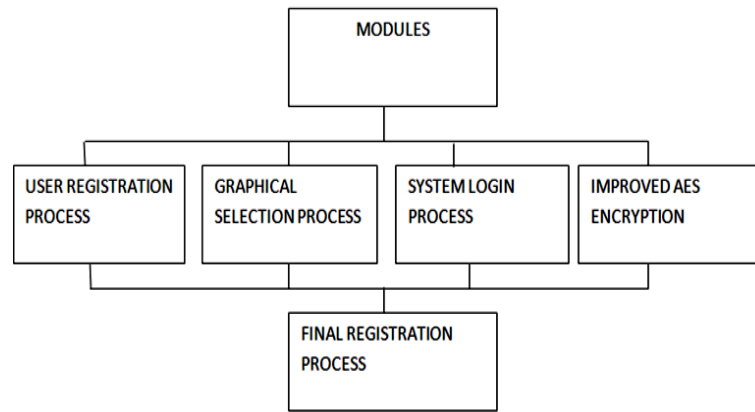 MODULES
USER REGISTRATION
PROCESS
GRAPHICAL
SELECTION PROCESS
SYSTEM LOGIN
PROCESS
IMPROVED AES
ENCRYPTION
FINAL REGISTRATION
PROCESS